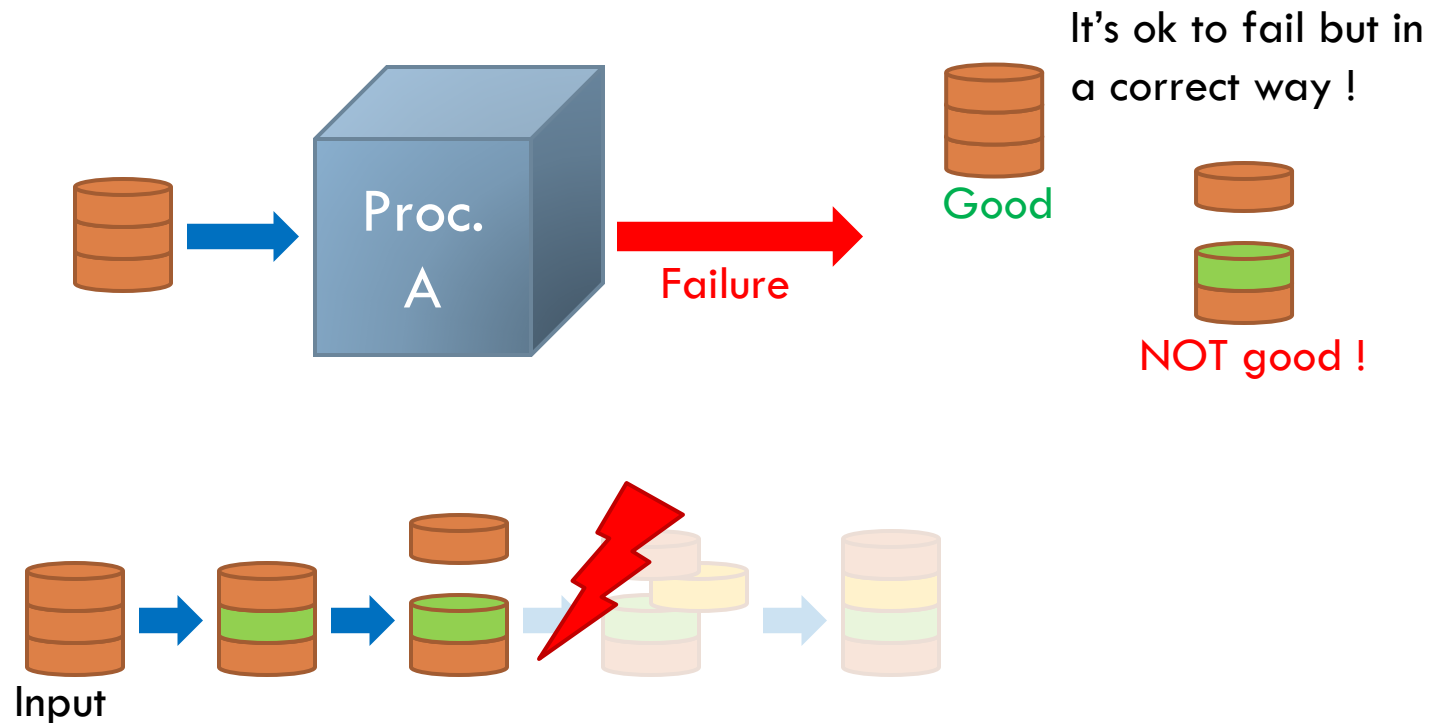 It's ok to fail but in
a correct way !
Proc.
A
Failure
Good
NOT good !
Input